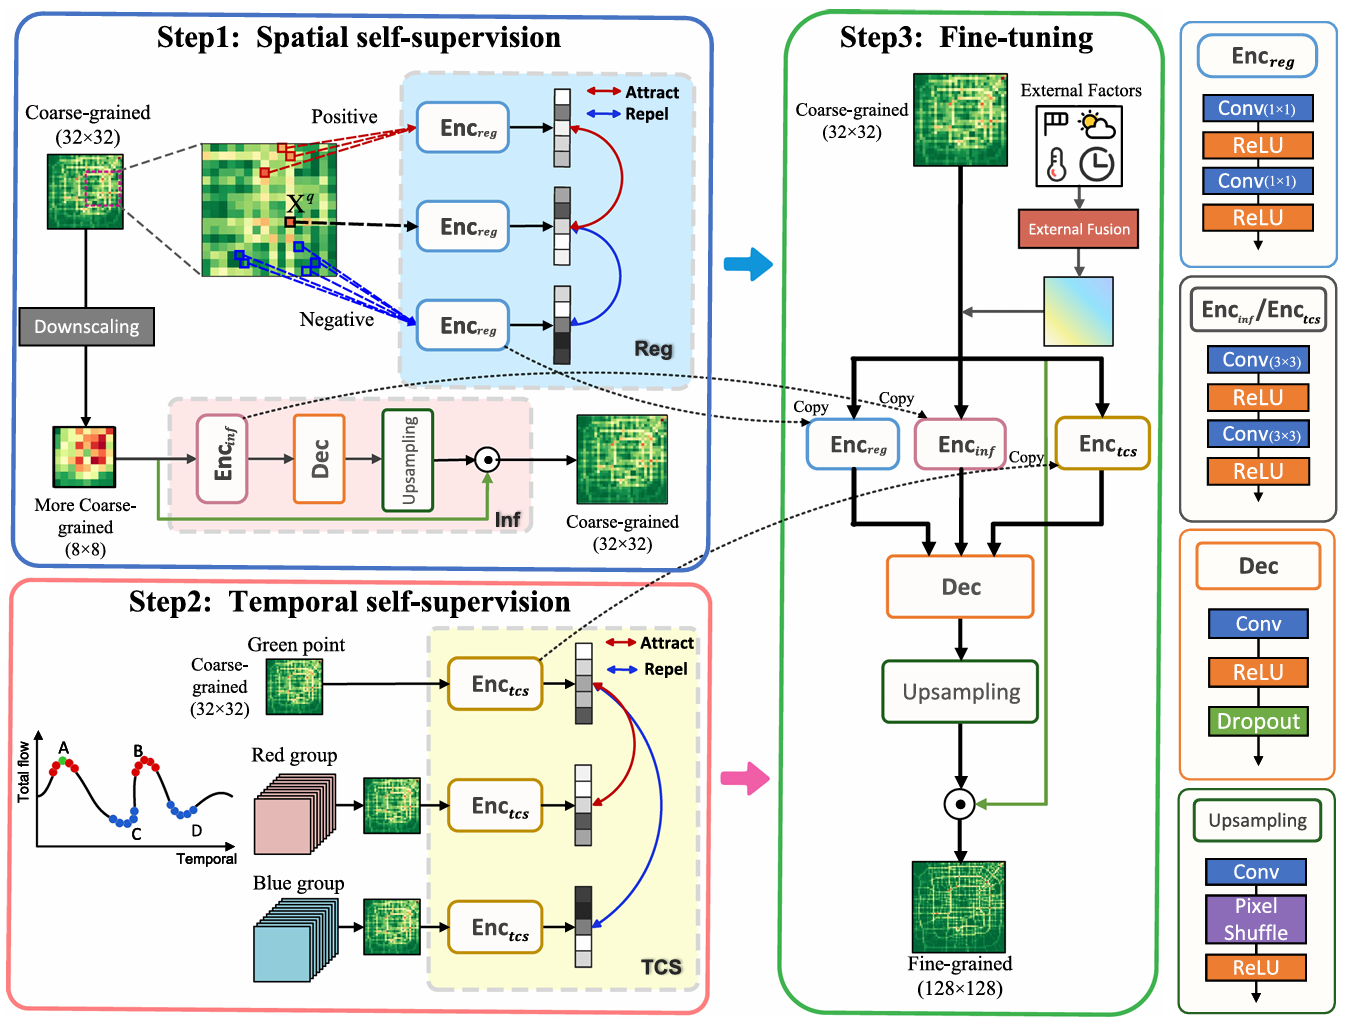 Step1: Spatial self-supervision
Coarse-grained
(32×32)
Positive
X^q
Negative
Enc_reg
Enc_reg
Enc_reg
Attract
Repel
Reg
Downscaling
More Coarse-
grained
(8×8)
Enc_inf
Dec
Upsampling
Inf
Coarse-grained
(32×32)
Step2: Temporal self-supervision
Green point
Coarse-
grained
(32×32)
Enc_tcs
Attract
Repel
Total flow
A
B
C
D
Temporal
Red group
Enc_tcs
Blue group
Enc_tcs
TCS
Step3: Fine-tuning
Coarse-grained
(32×32)
External Factors
External Fusion
Copy
Copy
Copy
Enc_reg
Enc_inf
Enc_tcs
Dec
Upsampling
Fine-grained
(128×128)
Enc_reg
Conv(1×1)
ReLU
Conv(1×1)
ReLU
Enc_inf/Enc_tcs
Conv(3×3)
ReLU
Conv(3×3)
ReLU
Dec
Conv
ReLU
Dropout
Upsampling
Conv
Pixel
Shuffle
ReLU